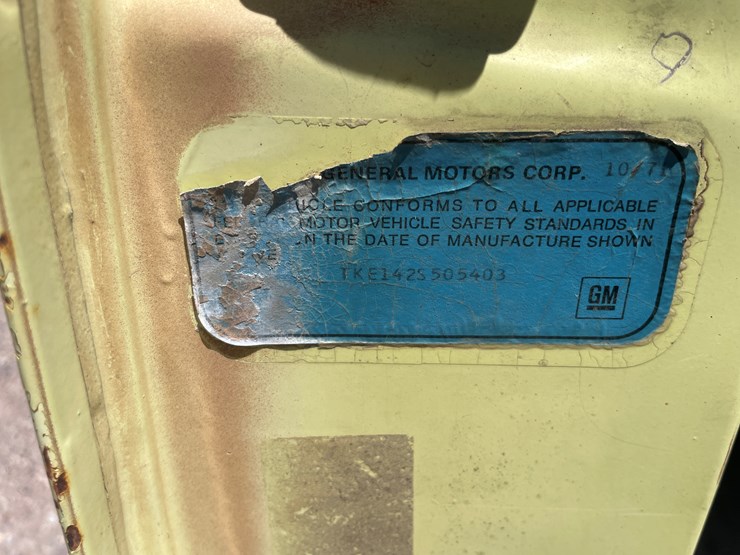 GENERAL MOTORS CORP. 10/71
ICLE CONFORMS TO ALL APPLICABLE
MOTOR VEHICLE SAFETY STANDARDS IN
N THE DATE OF MANUFACTURE SHOWN
TKE142S505403
GM